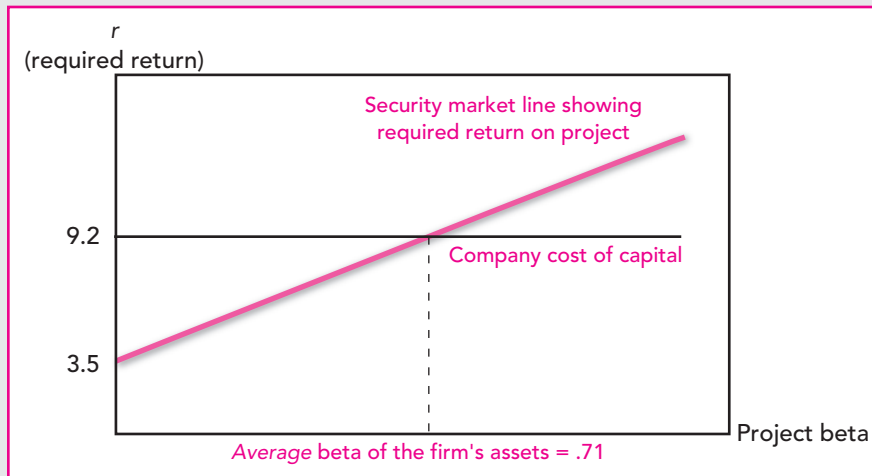 r
(required return)
Security market line showing
required return on project
9.2
Company cost of capital
3.5
Project beta
Average beta of the firm's assets = .71